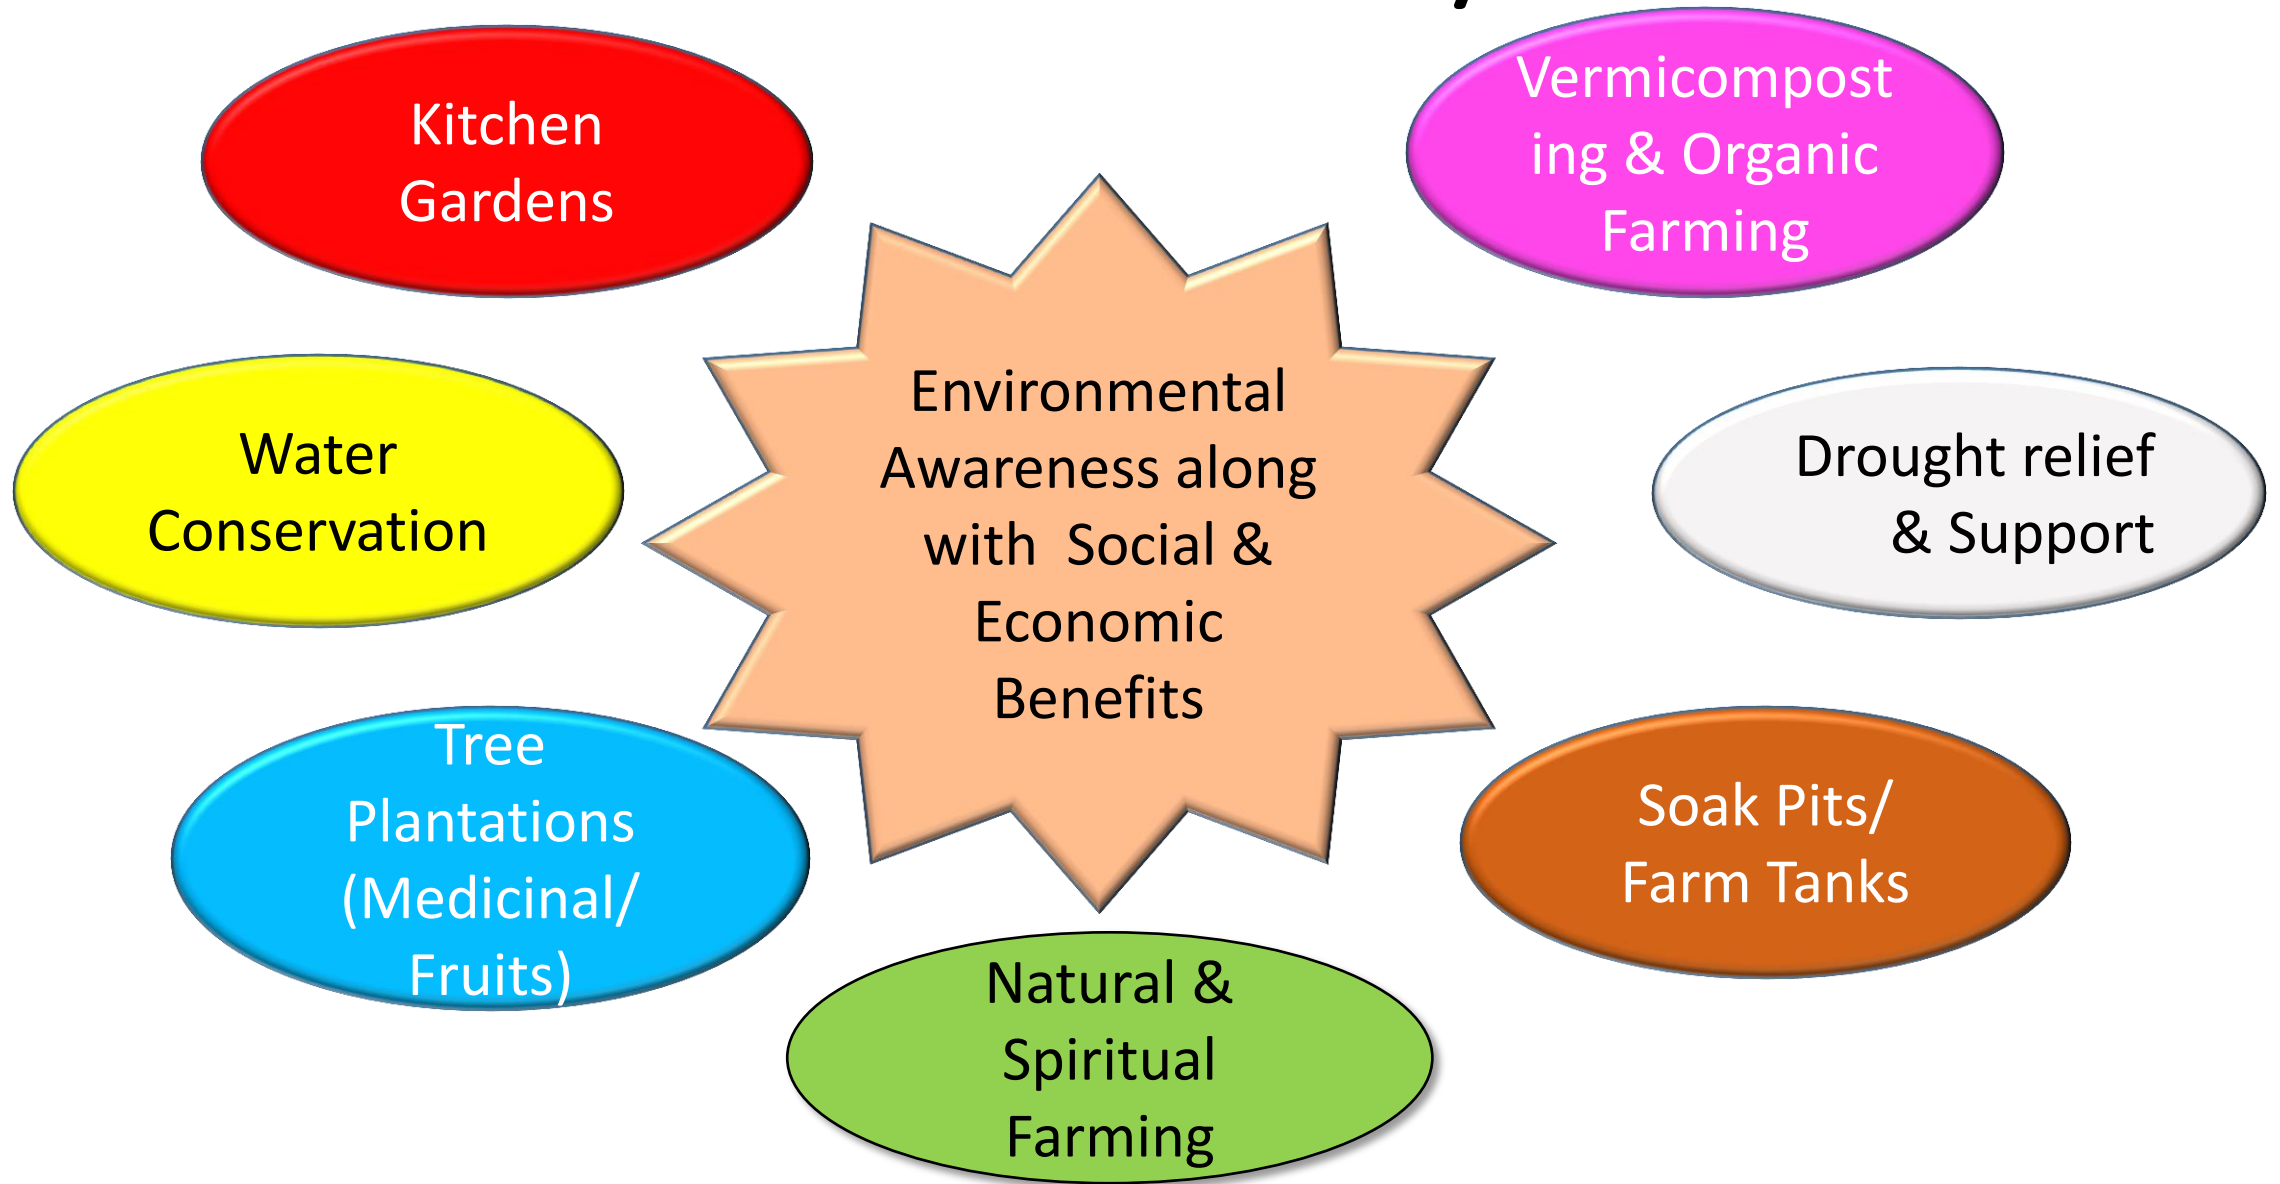 Kitchen
Gardens
Vermicompost
ing & Organic
Farming
Environmental
Awareness along
with  Social &
Economic
Benefits
Water
Conservation
Drought relief
& Support
Tree
Plantations
(Medicinal/
Fruits)
Soak Pits/
Farm Tanks
Natural &
Spiritual
Farming